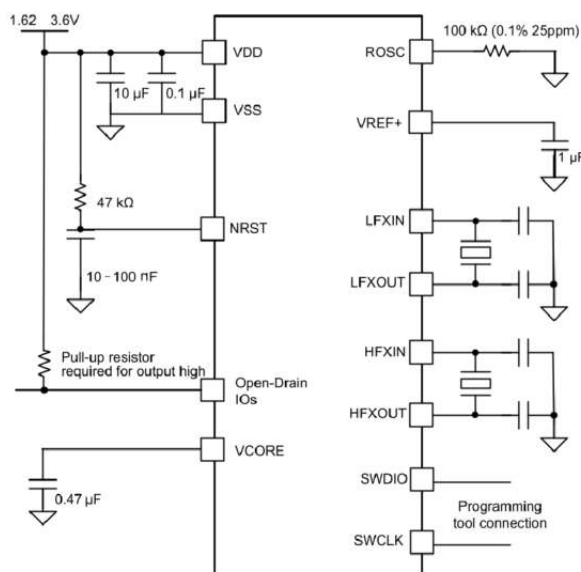 1.62 3.6V
VDD
10 µF
0.1 µF
VSS
47 kΩ
NRST
10 - 100 nF
Pull-up resistor
required for output high
Open-Drain
IOs
VCORE
0.47 µF
ROSC
100 kΩ (0.1% 25ppm)
VREF+
1 µF
LFXIN
LFXOUT
HFXIN
HFXOUT
SWDIO
Programming
tool connection
SWCLK